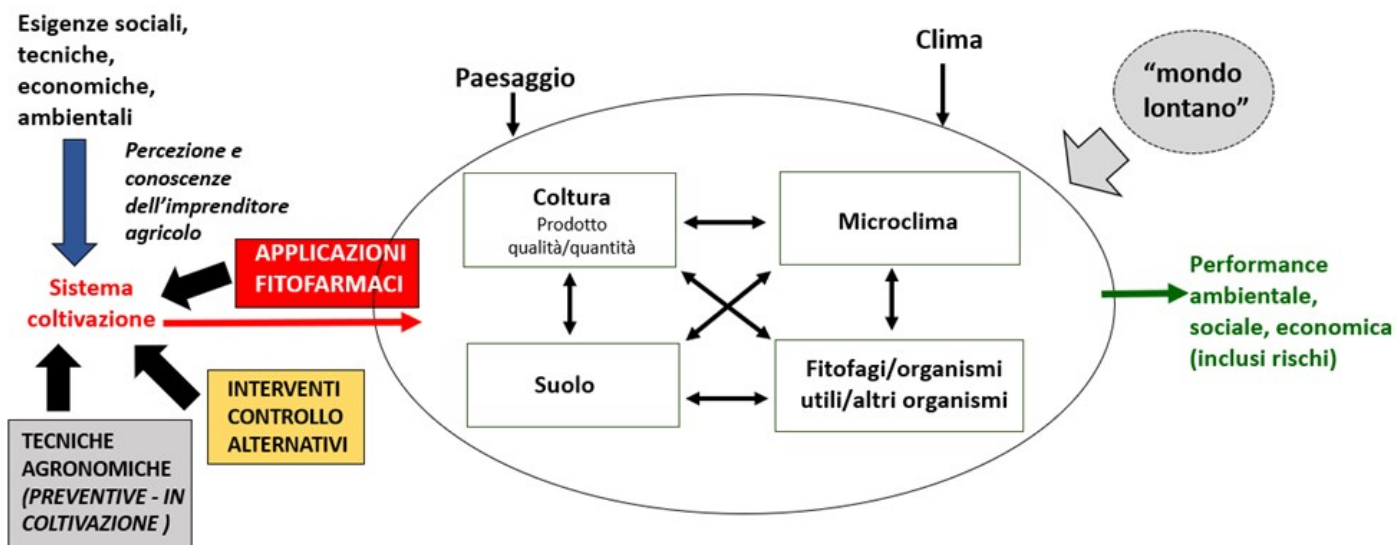 Esigenze sociali,
tecniche,
economiche,
ambientali
Percezione e
conoscenze
dell'imprenditore
agricolo
APPLICAZIONI
FITOFARMACI
Sistema
coltivazione
INTERVENTI
CONTROLLO
ALTERNATIVI
TECNICHE
AGRONOMICHE
(PREVENTIVE - IN
COLTIVAZIONE )
Paesaggio
Clima
“mondo
lontano”
Coltura
Prodotto
qualità/quantità
Microclima
Suolo
Fitofagi/organismi
utili/altri organismi
Performance
ambientale,
sociale, economica
(inclusi rischi)